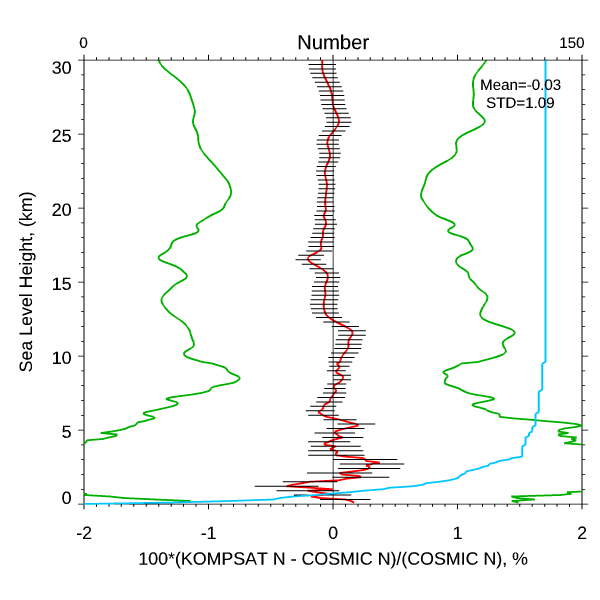 0 Number 150
30
Mean=-0.03
STD=1.09
25
20
Sea Level Height, (km)
15
10
5
0
-2 -1 0 1 2
100*(KOMPSAT N - COSMIC N)/(COSMIC N), %